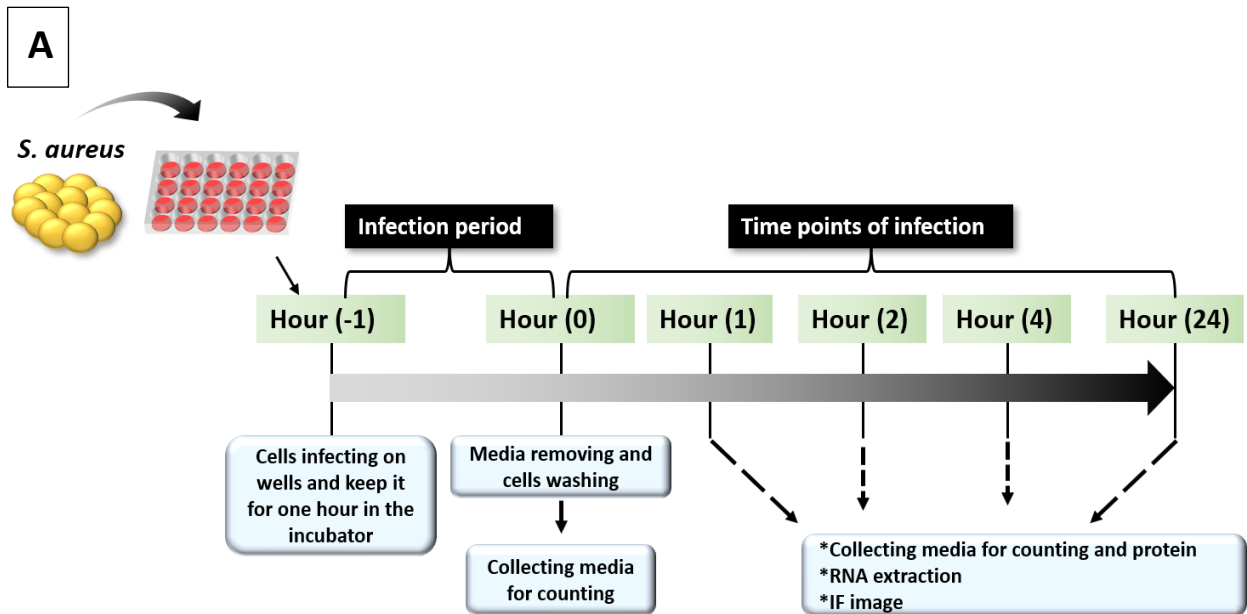 A
S. aureus
Infection period
Time points of infection
Hour (-1)
Hour (0)
Hour (1)
Hour (2)
Hour (4)
Hour (24)
Cells infecting on
wells and keep it
for one hour in the
incubator
Media removing and
cells washing
Collecting media
for counting
*Collecting media for counting and protein
*RNA extraction
*IF image